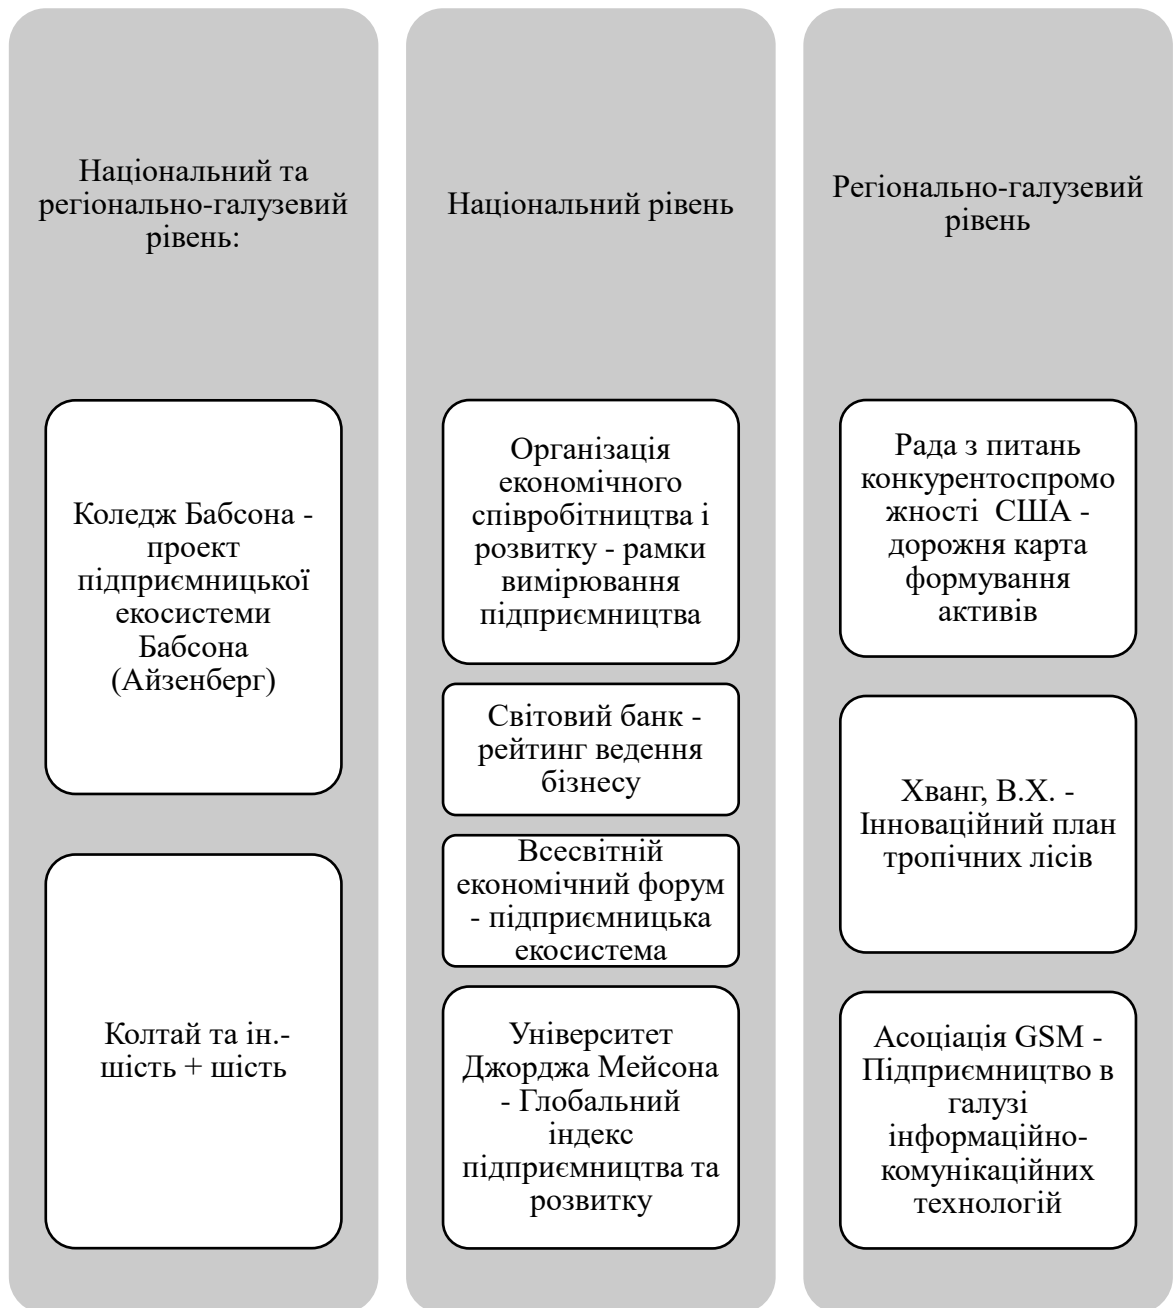 Національний та
регіонально-галузевий
рівень:
Коледж Бабсона -
проект
підприємницької
екосистеми
Бабсона
(Айзенберг)
Колтай та ін.-
шість + шість
Національний рівень
Організація
економічного
співробітництва і
розвитку - рамки
вимірювання
підприємництва
Світовий банк -
рейтинг ведення
бізнесу
Всесвітній
економічний форум
- підприємницька
екосистема
Університет
Джорджа Мейсона
- Глобальний
індекс
підприємництва та
розвитку
Регіонально-галузевий
рівень
Рада з питань
конкурентоспромо
жності  США -
дорожня карта
формування
активів
Хванг, В.Х. -
Інноваційний план
тропічних лісів
Асоціація GSM -
Підприємництво в
галузі
інформаційно-
комунікаційних
технологій